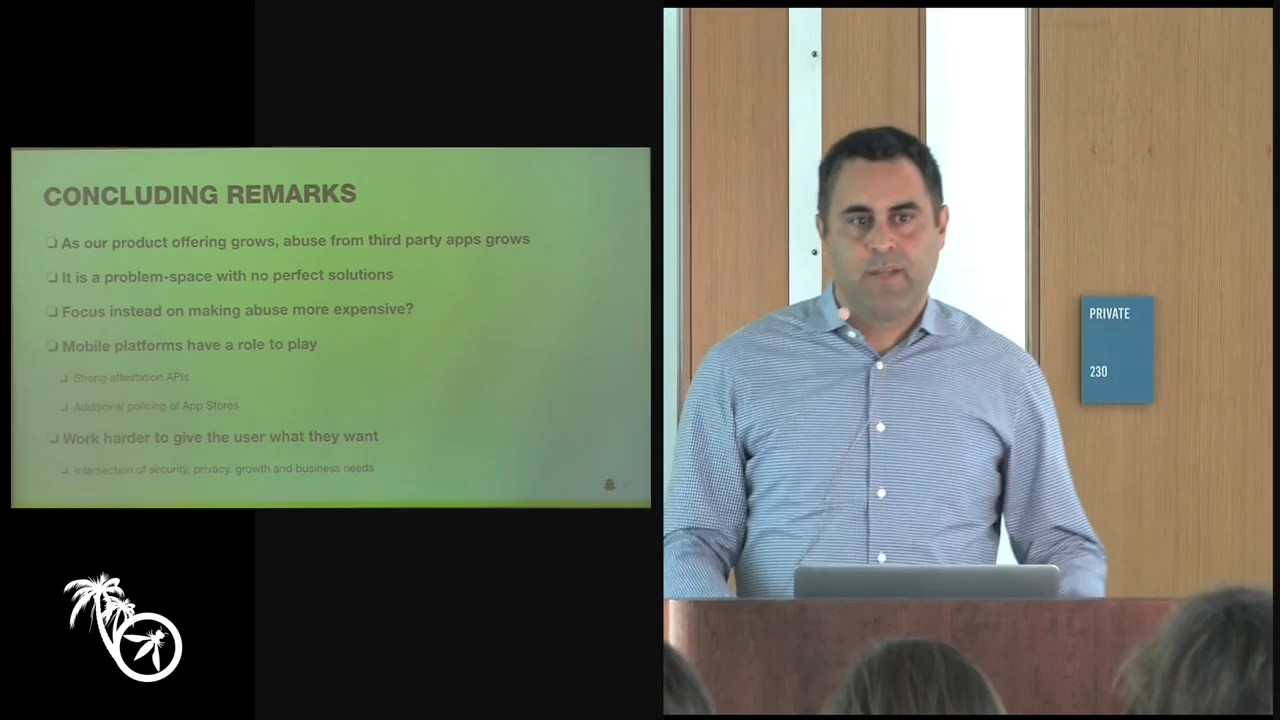 CONCLUDING REMARKS
❑ As our product offering grows, abuse from third party apps grows
❑ It is a problem-space with no perfect solutions
❑ Focus instead on making abuse more expensive?
❑ Mobile platforms have a role to play
❑ Strong attestation APIs
❑ Additional policing of App Stores
❑ Work harder to give the user what they want
❑ Intersection of security, privacy, growth and business needs
PRIVATE
230